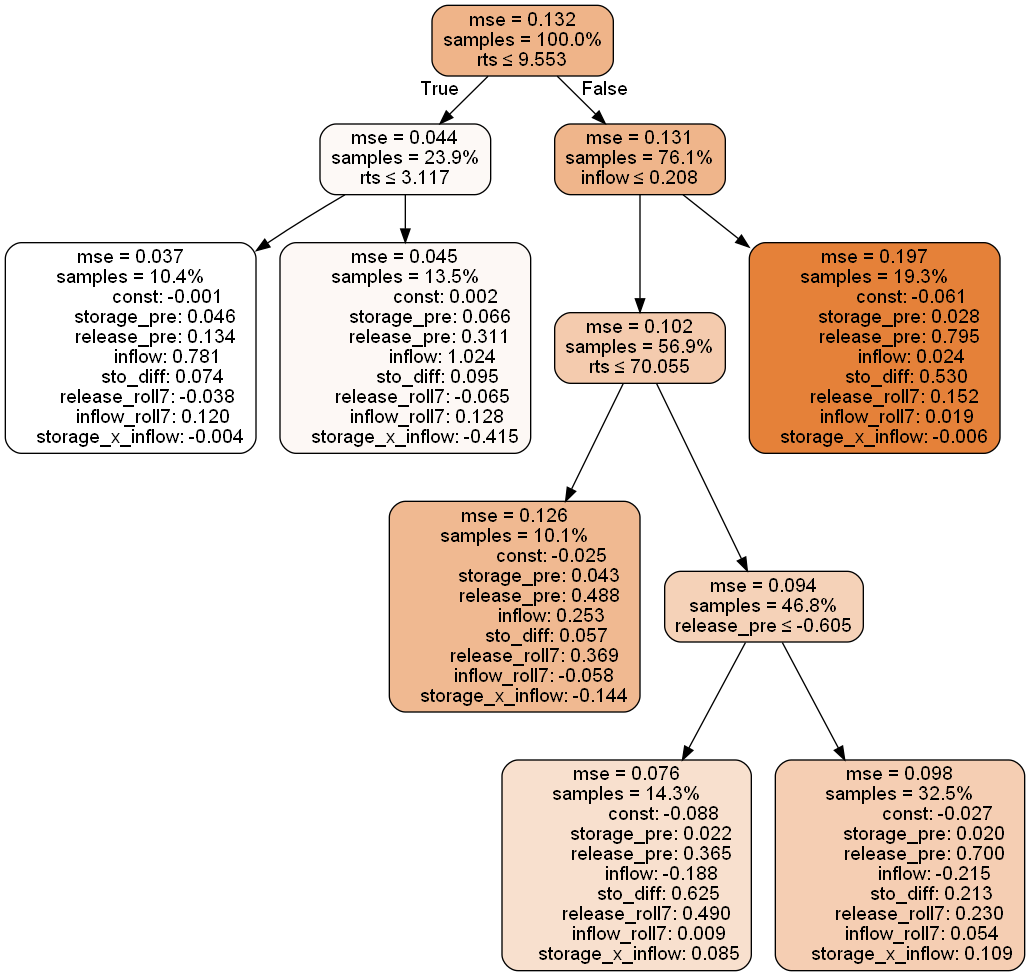 mse = 0.132
samples = 100.0%
rts ≤ 9.553
True
False
mse = 0.044
samples = 23.9%
rts ≤ 3.117
mse = 0.131
samples = 76.1%
inflow ≤ 0.208
mse = 0.037
samples = 10.4%
const: -0.001
storage_pre: 0.046
release_pre: 0.134
inflow: 0.781
sto_diff: 0.074
release_roll7: -0.038
inflow_roll7: 0.120
storage_x_inflow: -0.004
mse = 0.045
samples = 13.5%
const: 0.002
storage_pre: 0.066
release_pre: 0.311
inflow: 1.024
sto_diff: 0.095
release_roll7: -0.065
inflow_roll7: 0.128
storage_x_inflow: -0.415
mse = 0.102
samples = 56.9%
rts ≤ 70.055
mse = 0.197
samples = 19.3%
const: -0.061
storage_pre: 0.028
release_pre: 0.795
inflow: 0.024
sto_diff: 0.530
release_roll7: 0.152
inflow_roll7: 0.019
storage_x_inflow: -0.006
mse = 0.126
samples = 10.1%
const: -0.025
storage_pre: 0.043
release_pre: 0.488
inflow: 0.253
sto_diff: 0.057
release_roll7: 0.369
inflow_roll7: -0.058
storage_x_inflow: -0.144
mse = 0.094
samples = 46.8%
release_pre ≤ -0.605
mse = 0.076
samples = 14.3%
const: -0.088
storage_pre: 0.022
release_pre: 0.365
inflow: -0.188
sto_diff: 0.625
release_roll7: 0.490
inflow_roll7: 0.009
storage_x_inflow: 0.085
mse = 0.098
samples = 32.5%
const: -0.027
storage_pre: 0.020
release_pre: 0.700
inflow: -0.215
sto_diff: 0.213
release_roll7: 0.230
inflow_roll7: 0.054
storage_x_inflow: 0.109